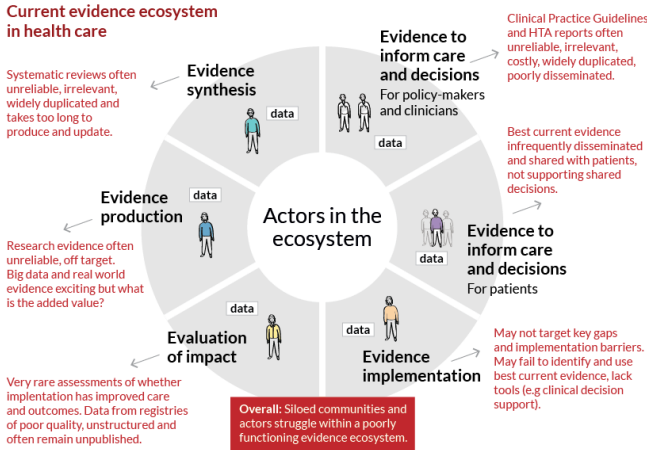 Current evidence ecosystem
in health care
Clinical Practice Guidelines
and HTA reports often
unreliable, irrelevant,
costly, widely duplicated,
poorly disseminated.
Evidence to
inform care
and decisions
For policy-makers
and clinicians
data
Systematic reviews often
unreliable, irrelevant,
widely duplicated and
takes too long to
produce and update.
Evidence
synthesis
data
Best current evidence
infrequently disseminated
and shared with patients,
not supporting shared
decisions.
Evidence
production
data
Actors in the
ecosystem
Evidence to
inform care
and decisions
For patients
data
Research evidence often
unreliable, off target.
Big data and real world
evidence exciting but what
is the added value?
Evaluation
of impact
data
Evidence
implementation
data
May not target key gaps
and implementation barriers.
May fail to identify and use
best current evidence, lack
tools (e.g clinical decision
support).
Very rare assessments of whether
implentation has improved care
and outcomes. Data from registries
of poor quality, unstructured and
often remain unpublished.
Overall: Siloed communities and
actors struggle within a poorly
functioning evidence ecosystem.